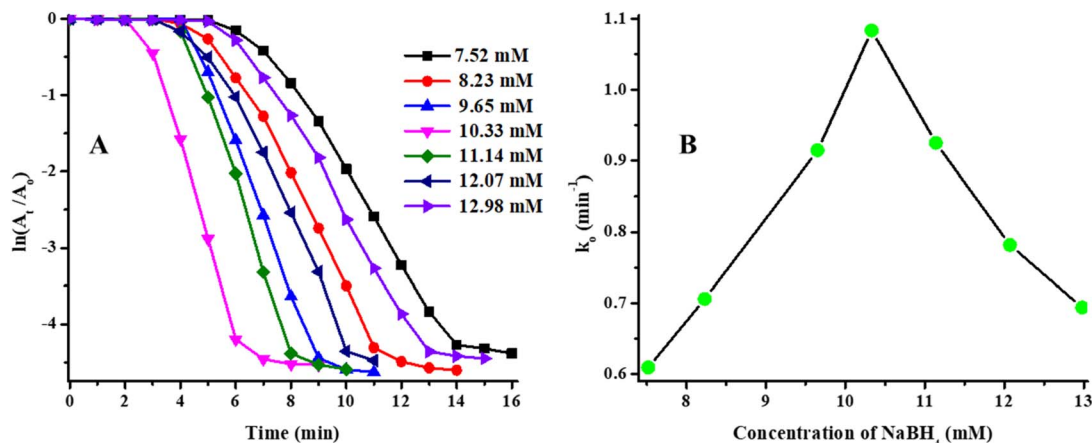 A
ln(A_t /A_o)
0
-1
-2
-3
-4
0 2 4 6 8 10 12 14 16
Time (min)
7.52 mM
8.23 mM
9.65 mM
10.33 mM
11.14 mM
12.07 mM
12.98 mM
B
k_o (min⁻¹)
1.1
1.0
0.9
0.8
0.7
0.6
8 9 10 11 12 13
Concentration of NaBH₄ (mM)